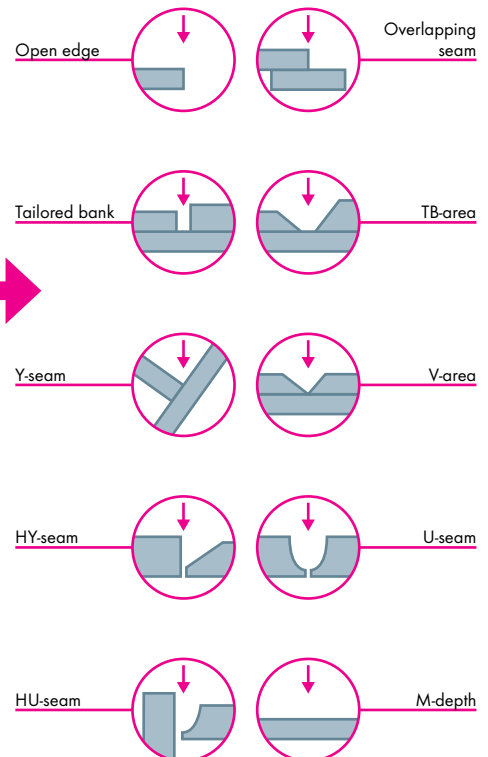 Open edge
Overlapping
seam
Tailored bank
TB-area
Y-seam
V-area
HY-seam
U-seam
HU-seam
M-depth